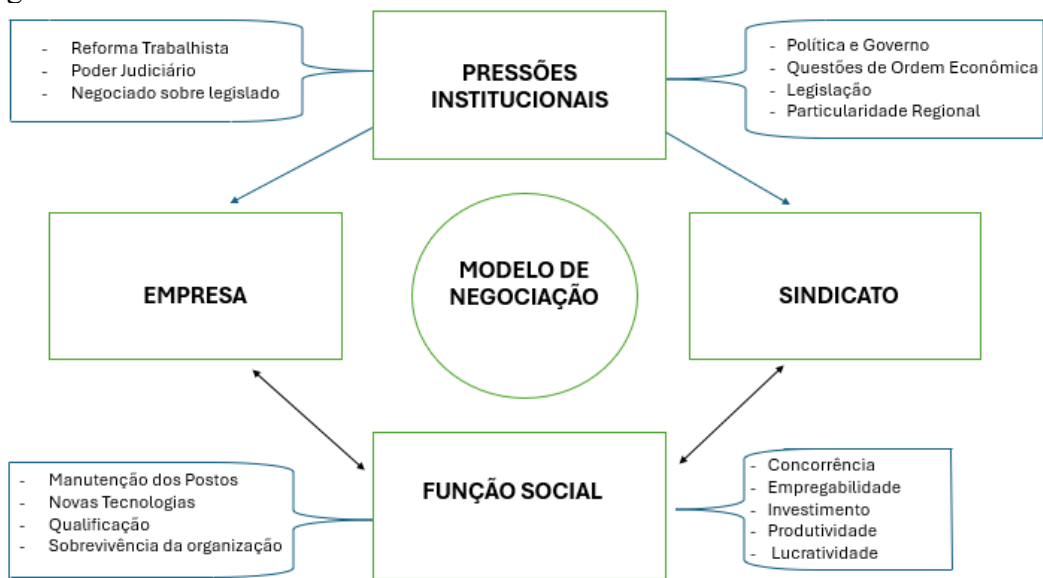 - Reforma Trabalhista
- Poder Judiciário
- Negociado sobre legislado
PRESSÕES
INSTITUCIONAIS
- Política e Governo
- Questões de Ordem Econômica
- Legislação
- Particularidade Regional
EMPRESA
MODELO DE
NEGOCIAÇÃO
SINDICATO
- Manutenção dos Postos
- Novas Tecnologias
- Qualificação
- Sobrevivência da organização
FUNÇÃO SOCIAL
- Concorrência
- Empregabilidade
- Investimento
- Produtividade
- Lucratividade